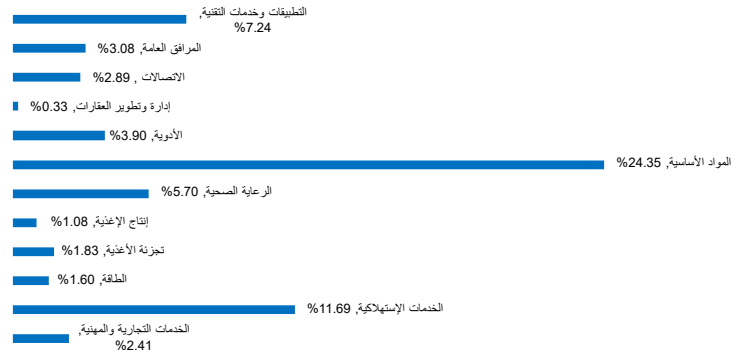 التطبيقات وخدمات التقنية,
%7.24
المرافق العامة, %3.08
الاتصالات , %2.89
إدارة وتطوير العقارات, %0.33
الأدوية, %3.90
المواد الأساسية, %24.35
الرعاية الصحية, %5.70
إنتاج الإغذية, %1.08
تجزئة الأغذية, %1.83
الطاقة, %1.60
الخدمات الإستهلاكية, %11.69
الخدمات التجارية والمهنية,
%2.41